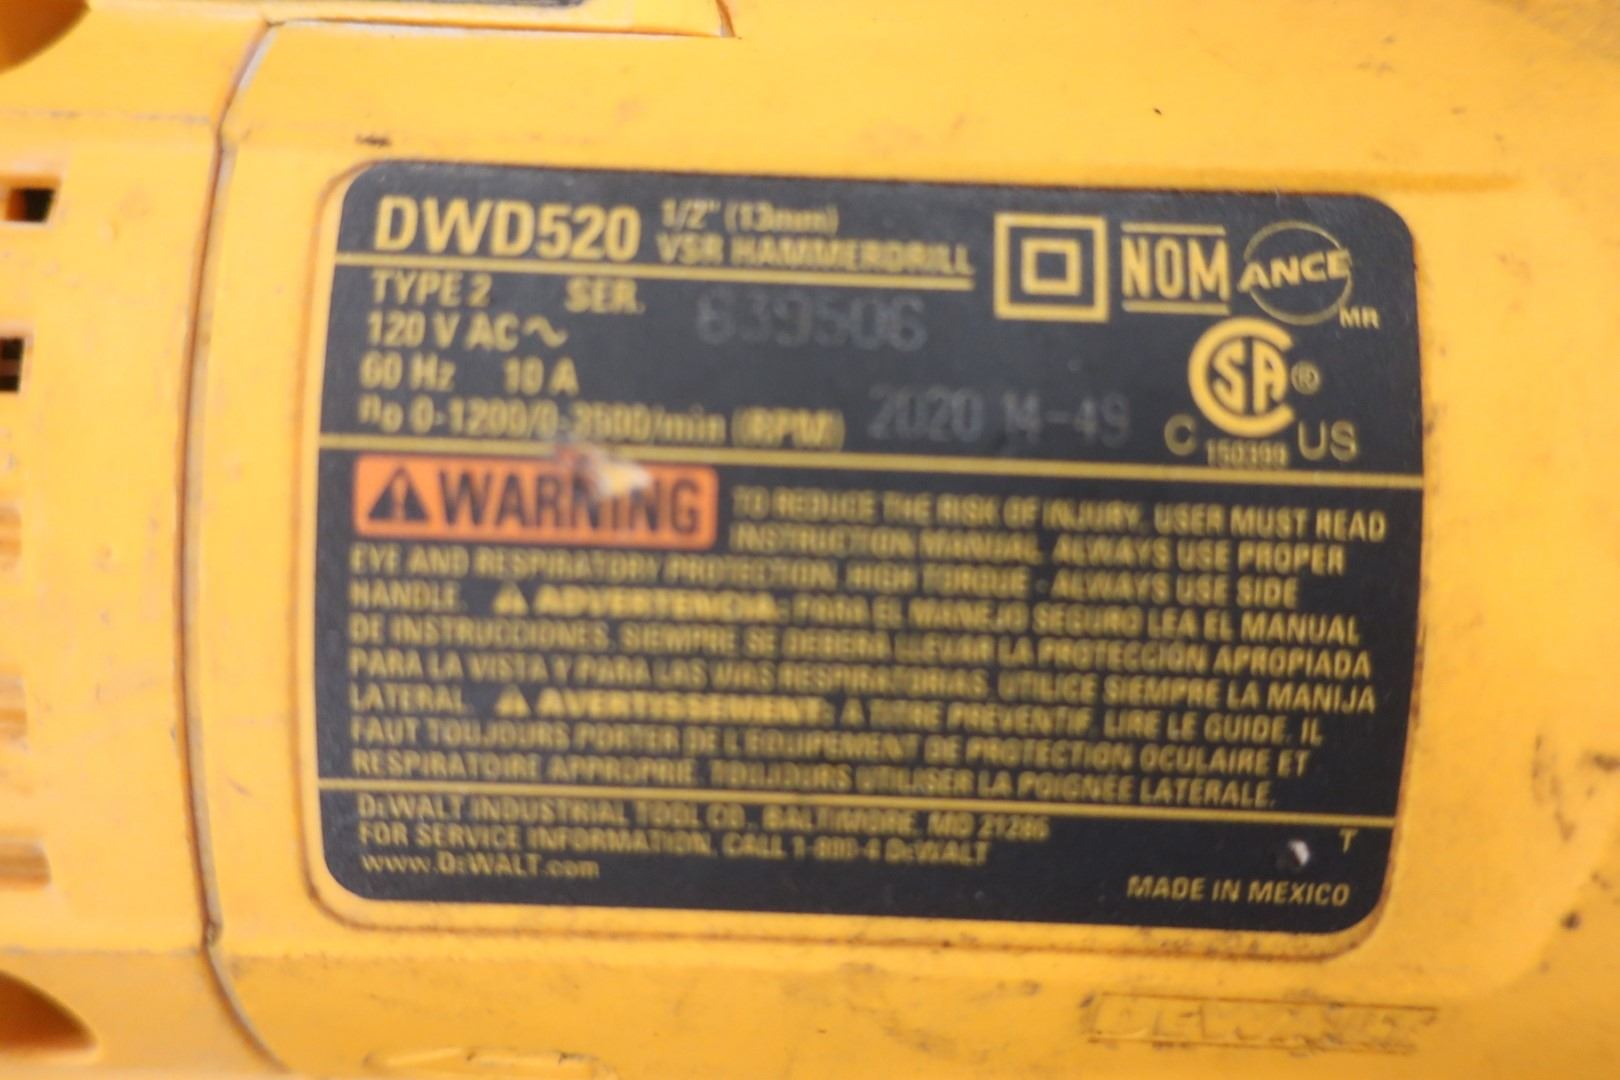 DWD520 1/2" (13mm)
VSR HAMMERDRILL
TYPE 2 SER. 639506
120 V AC ~
60 Hz 10 A
n₀ 0-1200/0-3500/min (RPM) 2020 14-49
NOM
ANCE
MR
CSA ®
C 150399 US
⚠ WARNING TO REDUCE THE RISK OF INJURY, USER MUST READ
INSTRUCTION MANUAL. ALWAYS USE PROPER
EYE AND RESPIRATORY PROTECTION. HIGH TORQUE - ALWAYS USE SIDE
HANDLE. ⚠ ADVERTENCIA: PARA EL MANEJO SEGURO LEA EL MANUAL
DE INSTRUCCIONES. SIEMPRE SE DEBERÁ LLEVAR LA PROTECCIÓN APROPIADA
PARA LA VISTA Y PARA LAS VIAS RESPIRATORIAS. UTILICE SIEMPRE LA MANIJA
LATERAL. ⚠ AVERTISSEMENT: À TITRE PRÉVENTIF, LIRE LE GUIDE. IL
FAUT TOUJOURS PORTER DE L'ÉQUIPEMENT DE PROTECTION OCULAIRE ET
RESPIRATOIRE APPROPRIÉ. TOUJOURS UTILISER LA POIGNÉE LATÉRALE.
DEWALT INDUSTRIAL TOOL CO., BALTIMORE, MD 21286
FOR SERVICE INFORMATION, CALL 1-800-4 DEWALT
www.DEWALT.com
T
MADE IN MEXICO
DEWALT